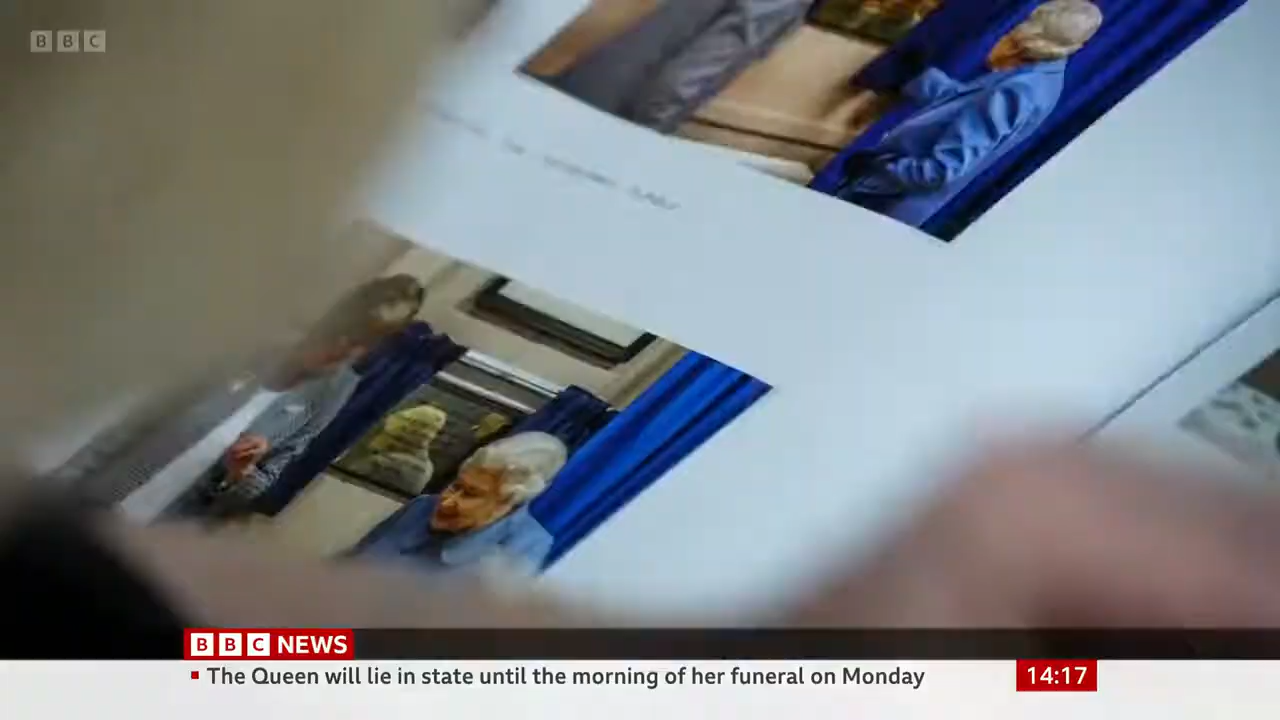 BBC
BBC NEWS
The Queen will lie in state until the morning of her funeral on Monday
14:17